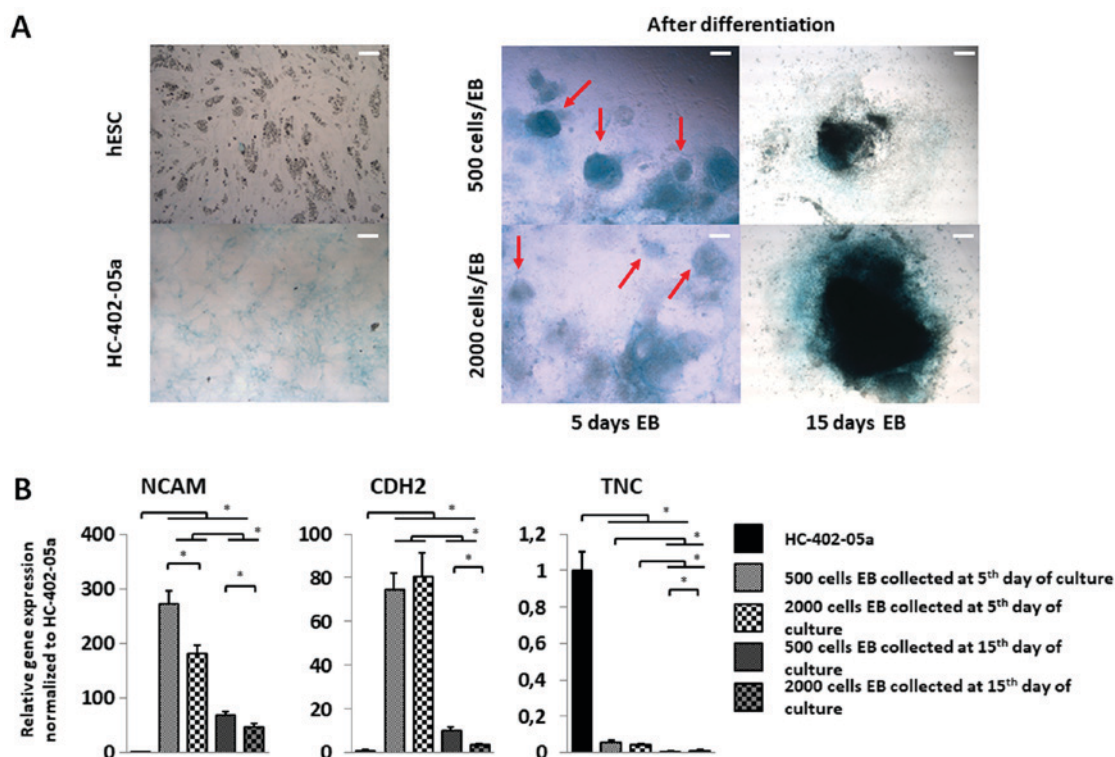 A
After differentiation
hESC
HC-402-05a
500 cells/EB
2000 cells/EB
5 days EB
15 days EB
B
NCAM
CDH2
TNC
Relative gene expression
normalized to HC-402-05a
400
300
200
100
0
*
*
*
*
100
80
60
40
20
0
*
*
*
1,2
1
0,8
0,6
0,4
0,2
0
*
*
*
*
HC-402-05a
500 cells EB collected at 5th day of culture
2000 cells EB collected at 5th day of
culture
500 cells EB collected at 15th day of
culture
2000 cells EB collected at 15th day of
culture